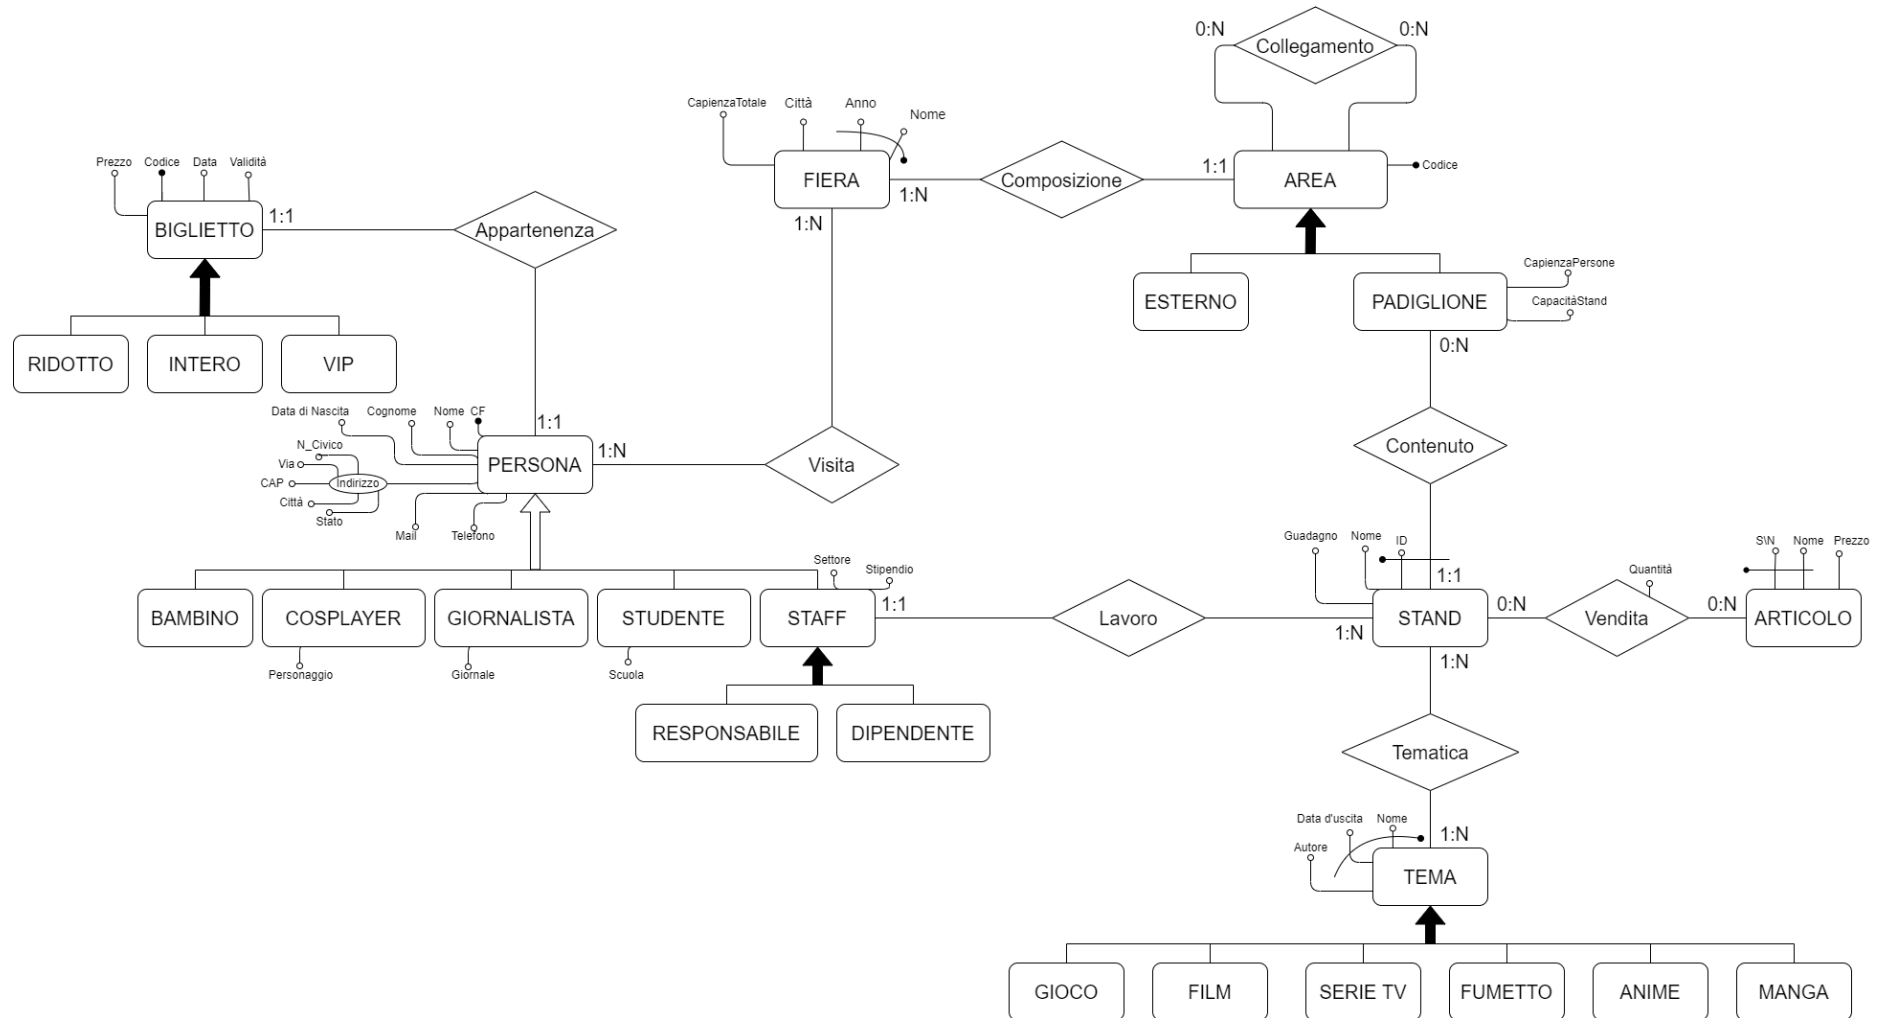 0:N
Collegamento
0:N
CapienzaTotale
Città
Anno
Nome
Prezzo
Codice
Data
Validità
FIERA
1:N
Composizione
1:1
AREA
Codice
BIGLIETTO
1:1
Appartenenza
1:N
ESTERNO
PADIGLIONE
CapienzaPersone
CapacitàStand
0:N
RIDOTTO
INTERO
VIP
Data di Nascita
Cognome
Nome
CF
1:1
N_Civico
Via
CAP
Indirizzo
Città
Stato
PERSONA
1:N
Visita
Contenuto
Mail
Telefono
Settore
Stipendio
Guadagno
Nome
ID
1:1
Quantità
S\N
Nome
Prezzo
BAMBINO
COSPLAYER
GIORNALISTA
STUDENTE
STAFF
1:1
Lavoro
1:N
STAND
0:N
Vendita
0:N
ARTICOLO
Personaggio
Giornale
Scuola
1:N
RESPONSABILE
DIPENDENTE
Tematica
Data d'uscita
Nome
1:N
Autore
TEMA
GIOCO
FILM
SERIE TV
FUMETTO
ANIME
MANGA